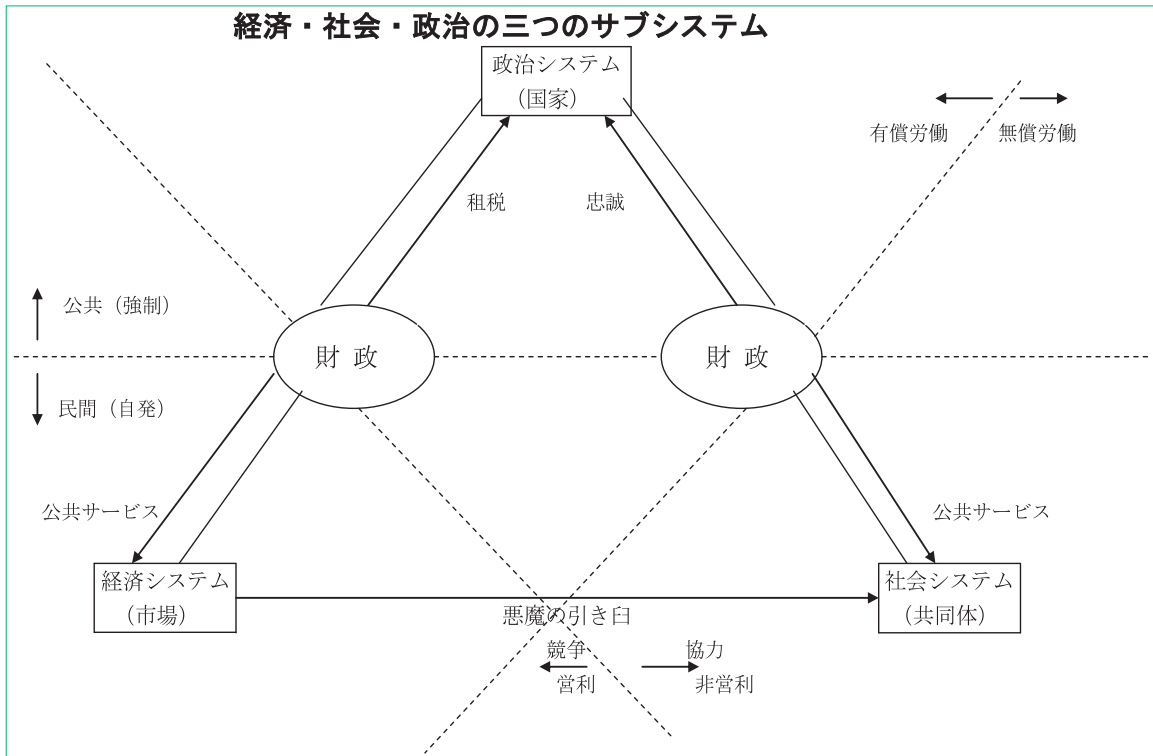 経済・社会・政治の三つのサブシステム
政治システム
（国家）
有償労働
無償労働
租税
忠誠
公共（強制）
財 政
財 政
民間（自発）
公共サービス
公共サービス
経済システム
（市場）
社会システム
（共同体）
悪魔の引き臼
競争
協力
営利
非営利